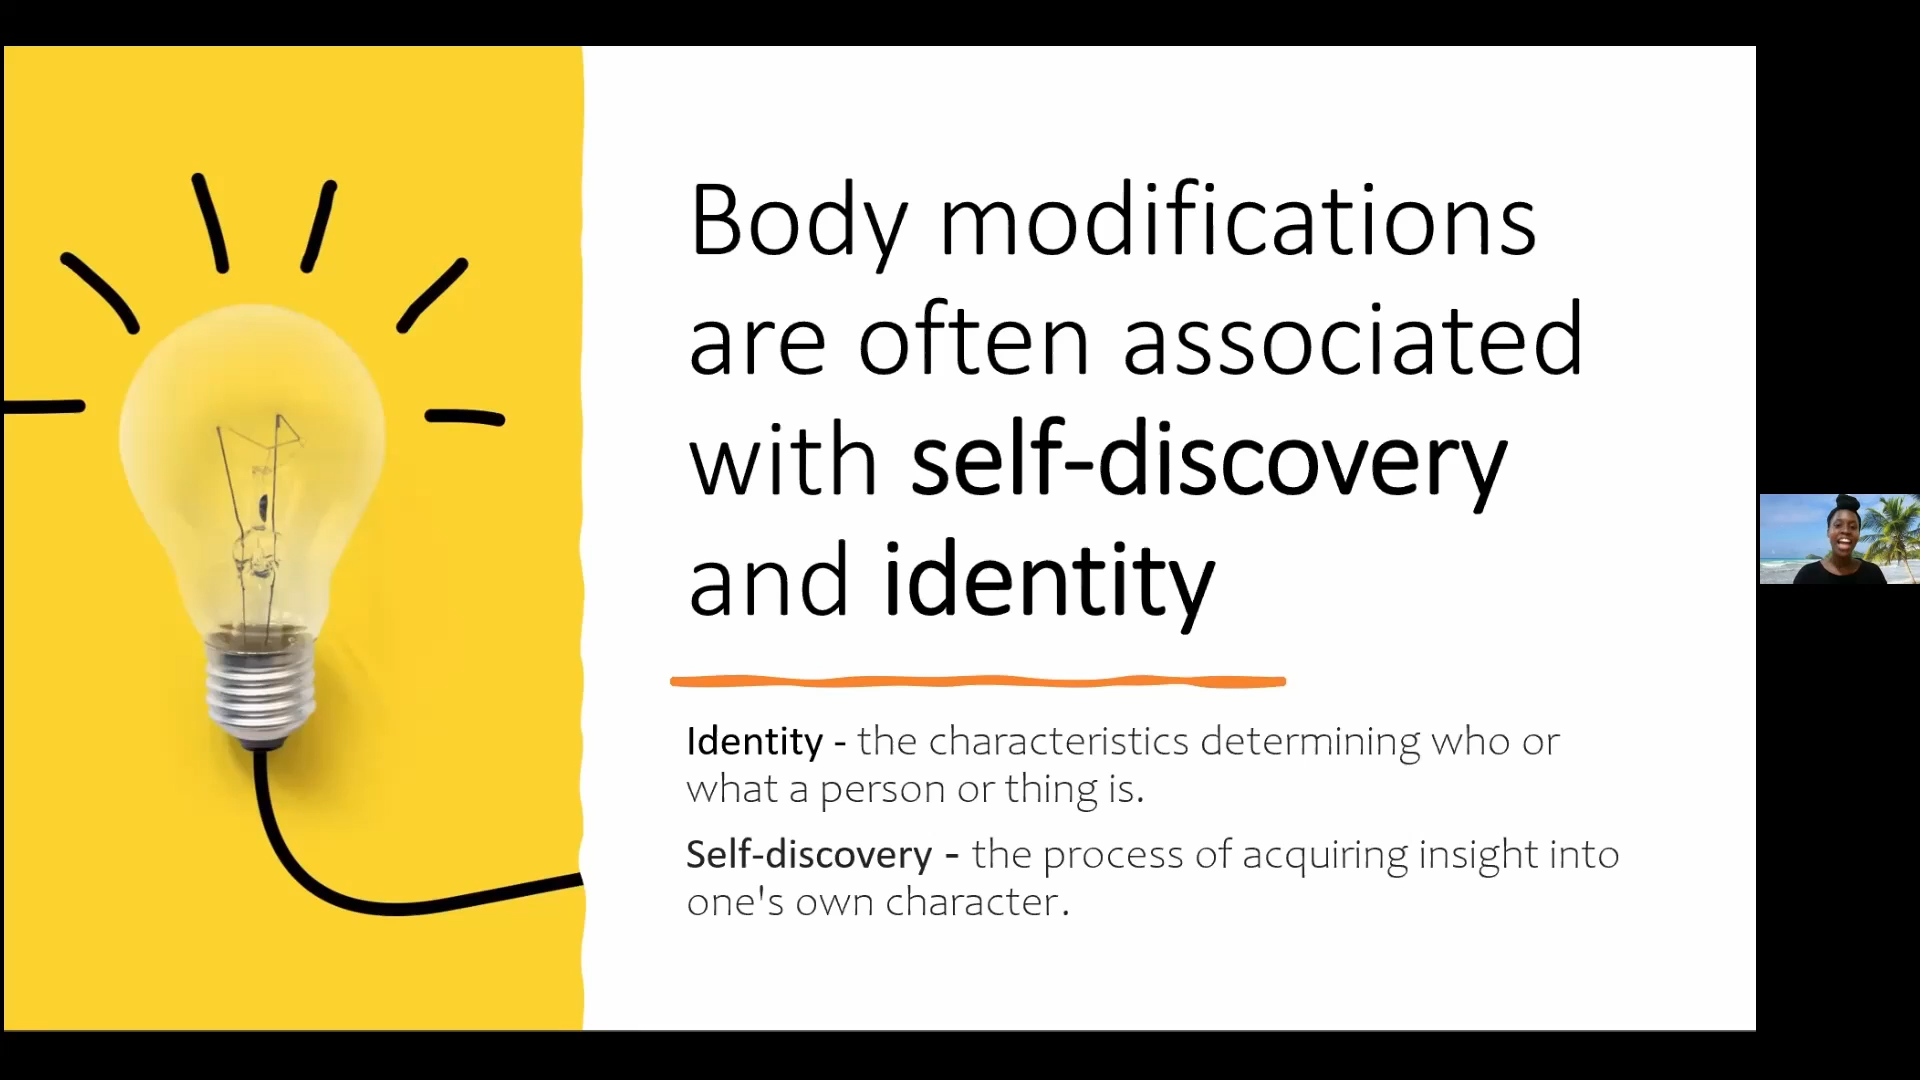 Body modifications
are often associated
with self-discovery
and identity
Identity - the characteristics determining who or
what a person or thing is.
Self-discovery - the process of acquiring insight into
one's own character.